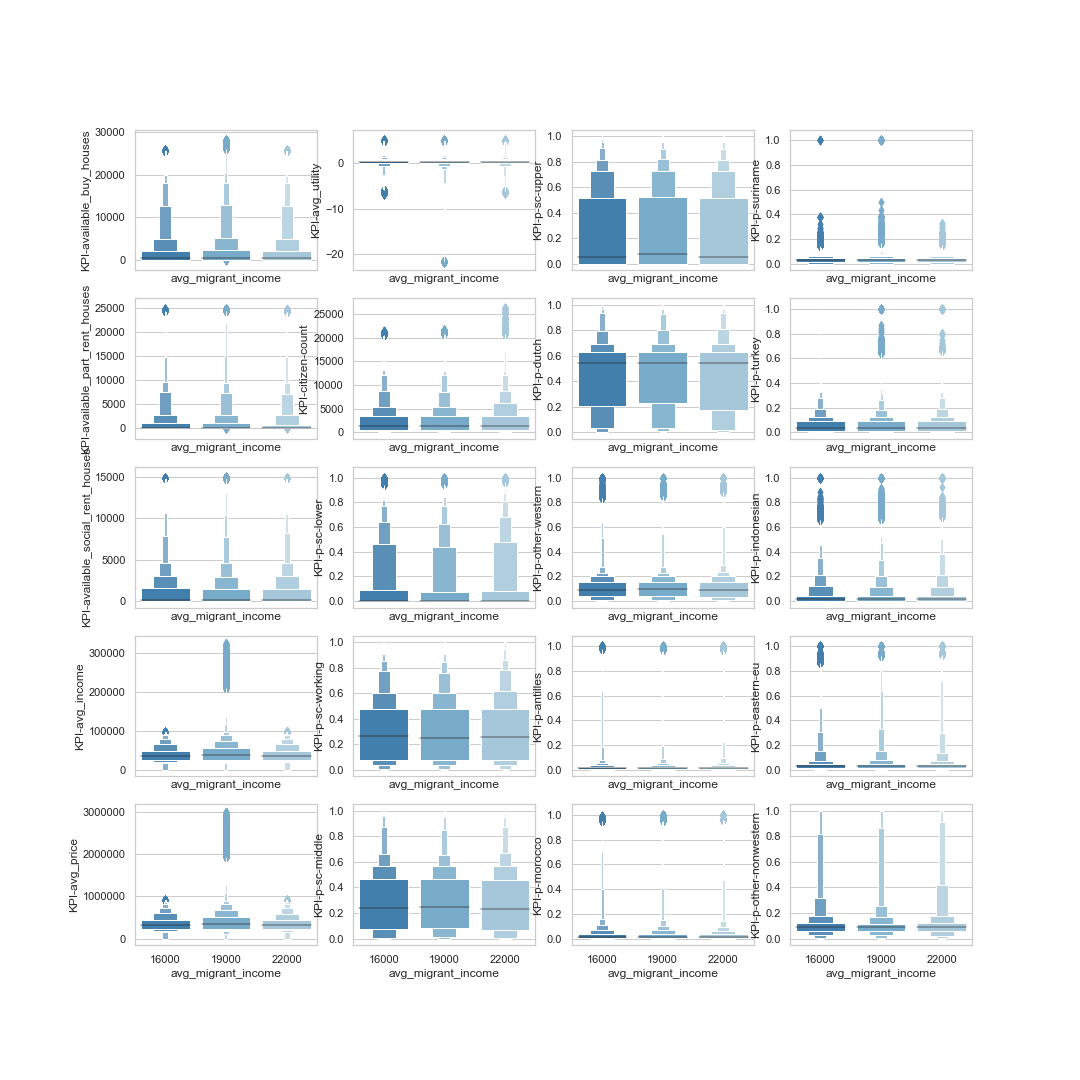 KPI-available_buy_houses
30000
20000
10000
0
avg_migrant_income
KPI-avg_utility
0
−10
−20
avg_migrant_income
KPI-p-sc-upper
1.0
0.8
0.6
0.4
0.2
0.0
avg_migrant_income
KPI-p-suriname
1.0
0.8
0.6
0.4
0.2
0.0
avg_migrant_income
KPI-available_part_rent_houses
25000
20000
15000
10000
5000
0
avg_migrant_income
KPI-citizen-count
25000
20000
15000
10000
5000
0
avg_migrant_income
KPI-p-dutch
1.0
0.8
0.6
0.4
0.2
0.0
avg_migrant_income
KPI-p-turkey
1.0
0.8
0.6
0.4
0.2
0.0
avg_migrant_income
KPI-available_social_rent_houses
15000
10000
5000
0
avg_migrant_income
KPI-p-sc-lower
1.0
0.8
0.6
0.4
0.2
0.0
avg_migrant_income
KPI-p-other-western
1.0
0.8
0.6
0.4
0.2
0.0
avg_migrant_income
KPI-p-indonesian
1.0
0.8
0.6
0.4
0.2
0.0
avg_migrant_income
KPI-avg_income
300000
200000
100000
0
avg_migrant_income
KPI-p-sc-working
1.0
0.8
0.6
0.4
0.2
0.0
avg_migrant_income
KPI-p-antilles
1.0
0.8
0.6
0.4
0.2
0.0
avg_migrant_income
KPI-p-eastern-eu
1.0
0.8
0.6
0.4
0.2
0.0
avg_migrant_income
KPI-avg_price
3000000
2000000
1000000
0
16000 19000 22000
avg_migrant_income
KPI-p-sc-middle
1.0
0.8
0.6
0.4
0.2
0.0
16000 19000 22000
avg_migrant_income
KPI-p-morocco
1.0
0.8
0.6
0.4
0.2
0.0
16000 19000 22000
avg_migrant_income
KPI-p-other-nonwestern
1.0
0.8
0.6
0.4
0.2
0.0
16000 19000 22000
avg_migrant_income